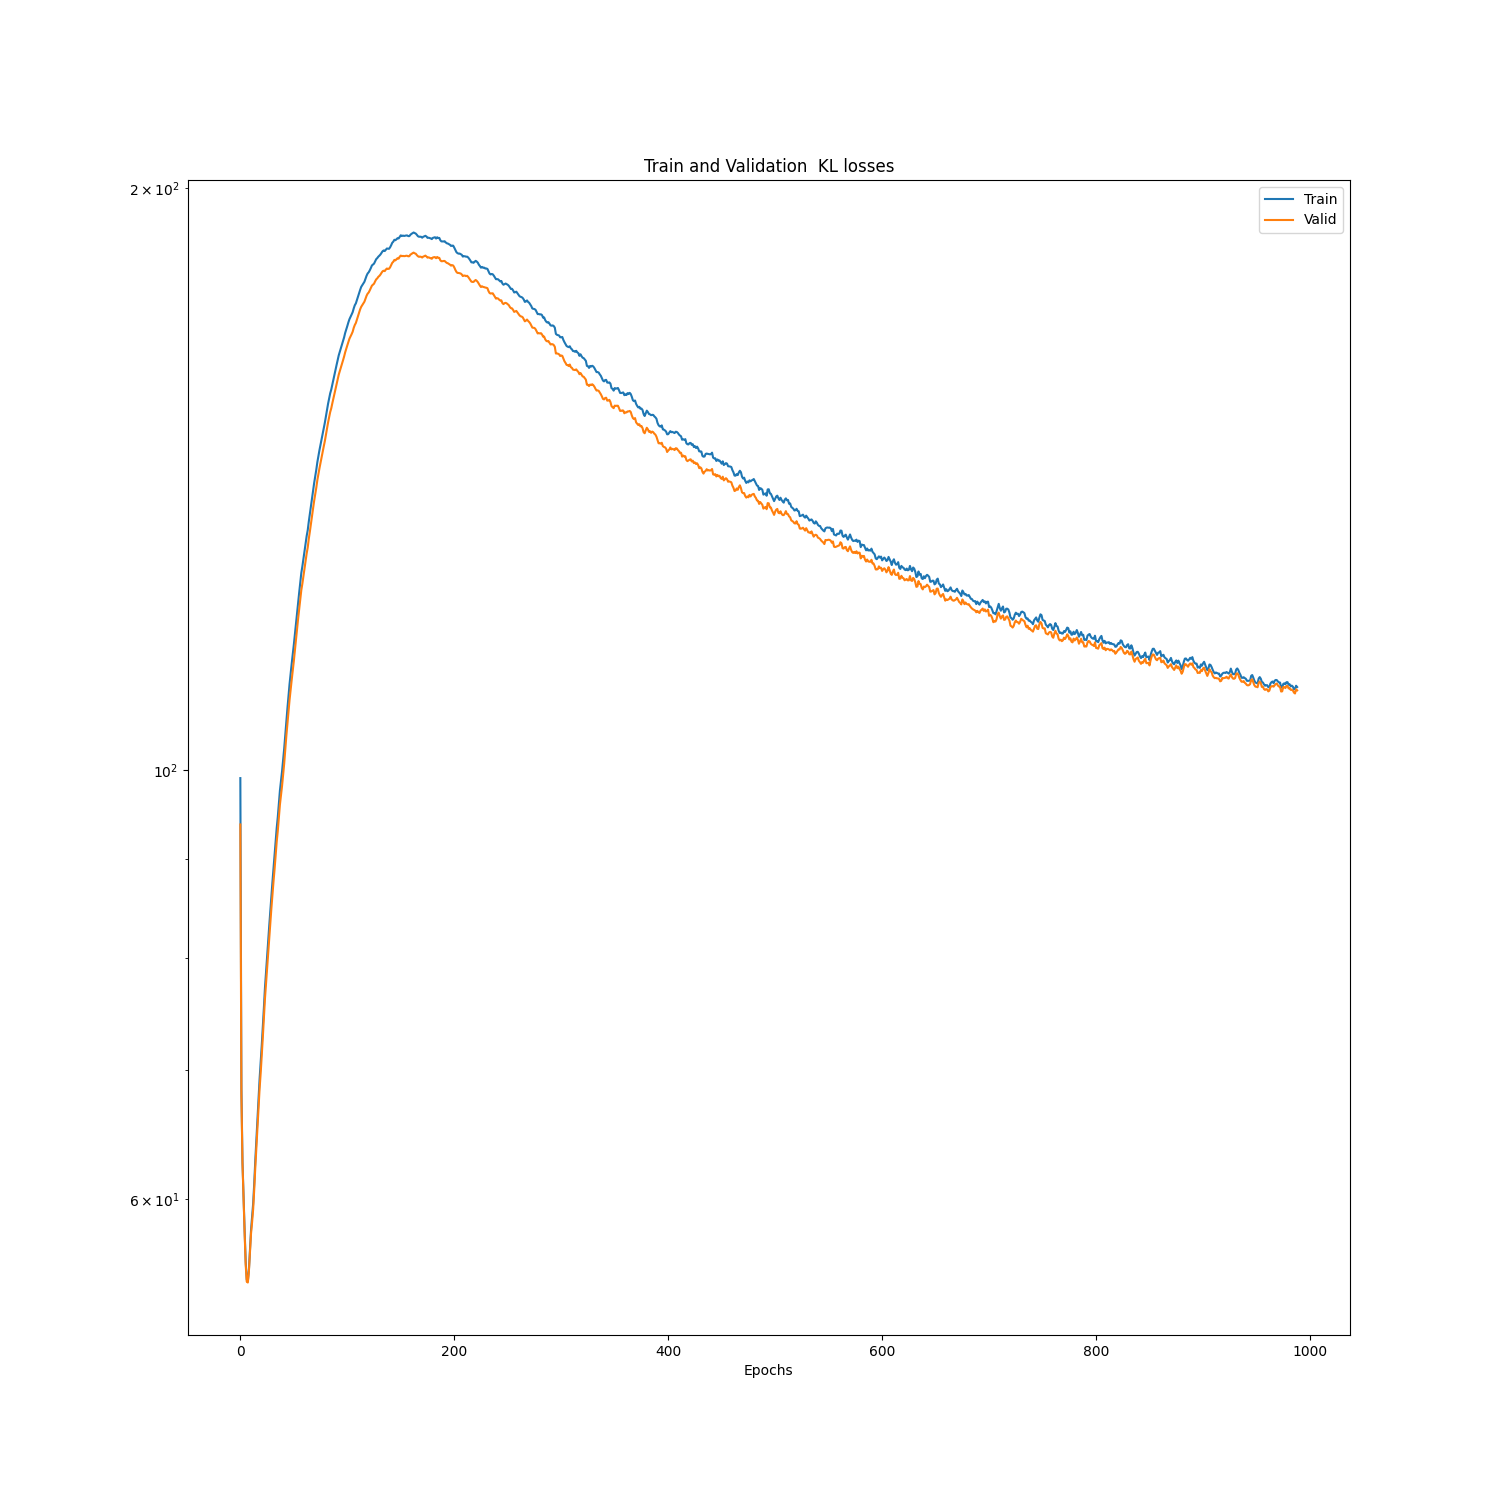 Train and Validation  KL losses
2 × 10²
Train
Valid
10²
6 × 10¹
0 200 400 600 800 1000
Epochs